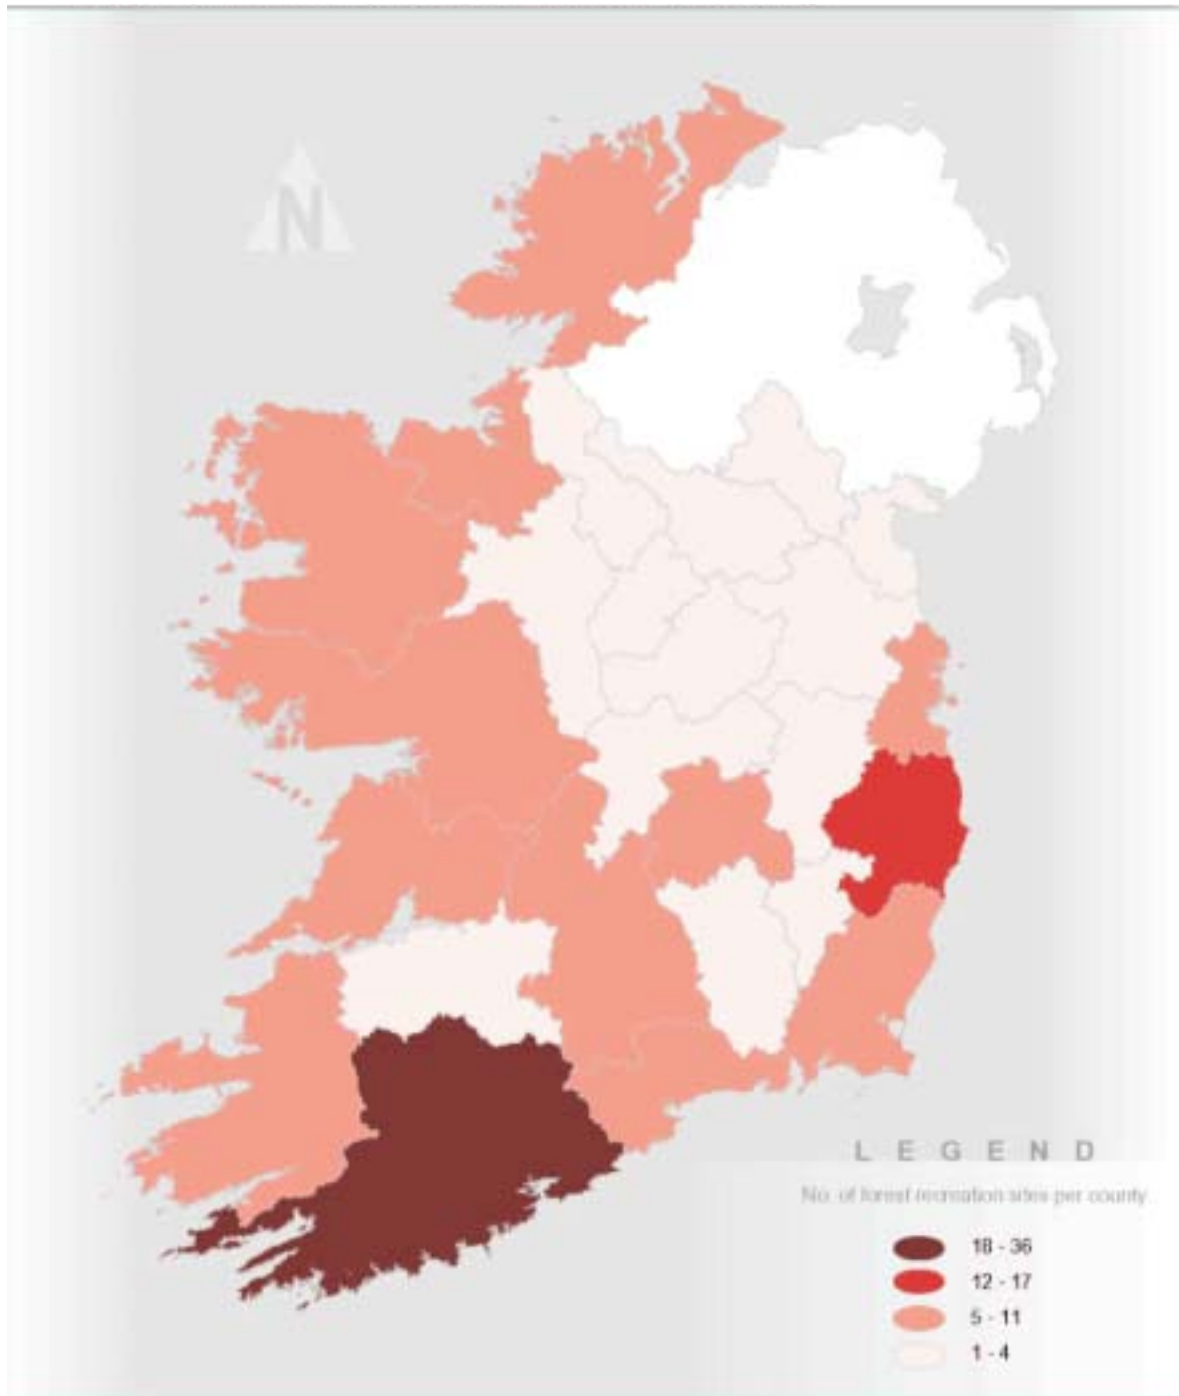 N
LEGEND
No. of forest recreation sites per county
18 - 36
12 - 17
5 - 11
1 - 4